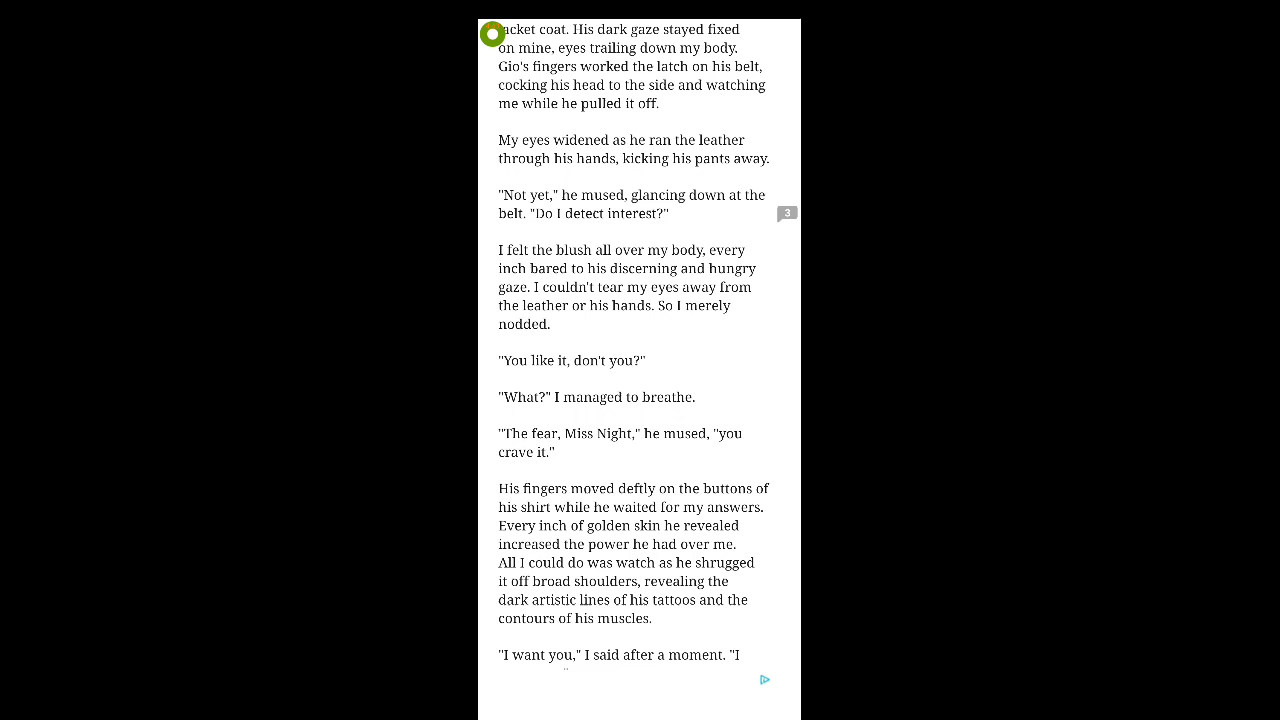 acket coat. His dark gaze stayed fixed
on mine, eyes trailing down my body.
Gio's fingers worked the latch on his belt,
cocking his head to the side and watching
me while he pulled it off.
My eyes widened as he ran the leather
through his hands, kicking his pants away.
"Not yet," he mused, glancing down at the
belt. "Do I detect interest?"
3
I felt the blush all over my body, every
inch bared to his discerning and hungry
gaze. I couldn't tear my eyes away from
the leather or his hands. So I merely
nodded.
"You like it, don't you?"
"What?" I managed to breathe.
"The fear, Miss Night," he mused, "you
crave it."
His fingers moved deftly on the buttons of
his shirt while he waited for my answers.
Every inch of golden skin he revealed
increased the power he had over me.
All I could do was watch as he shrugged
it off broad shoulders, revealing the
dark artistic lines of his tattoos and the
contours of his muscles.
"I want you," I said after a moment. "I